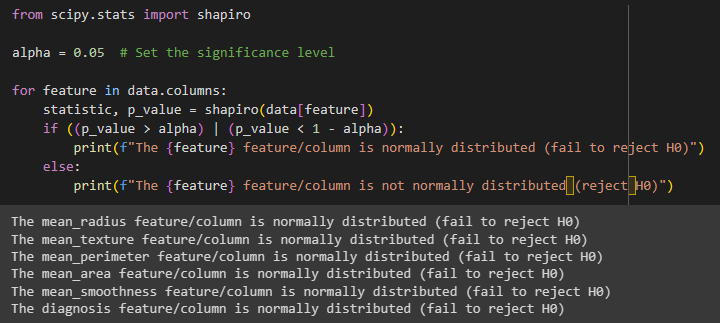 from scipy.stats import shapiro
alpha = 0.05  # Set the significance level
for feature in data.columns:
    statistic, p_value = shapiro(data[feature])
    if ((p_value > alpha) | (p_value < 1 - alpha)):
        print(f"The {feature} feature/column is normally distributed (fail to reject H0)")
    else:
        print(f"The {feature} feature/column is not normally distributed (reject H0)")
The mean_radius feature/column is normally distributed (fail to reject H0)
The mean_texture feature/column is normally distributed (fail to reject H0)
The mean_perimeter feature/column is normally distributed (fail to reject H0)
The mean_area feature/column is normally distributed (fail to reject H0)
The mean_smoothness feature/column is normally distributed (fail to reject H0)
The diagnosis feature/column is normally distributed (fail to reject H0)